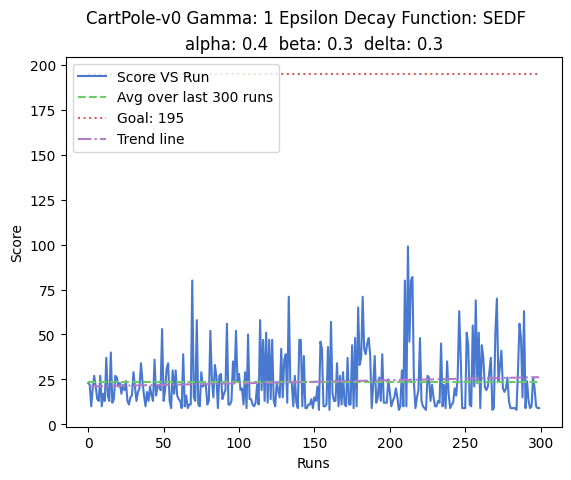 CartPole-v0 Gamma: 1 Epsilon Decay Function: SEDF
alpha: 0.4 beta: 0.3 delta: 0.3
Score VS Run
Avg over last 300 runs
Goal: 195
Trend line
200
175
150
125
100
75
50
25
0
Score
0 50 100 150 200 250 300
Runs